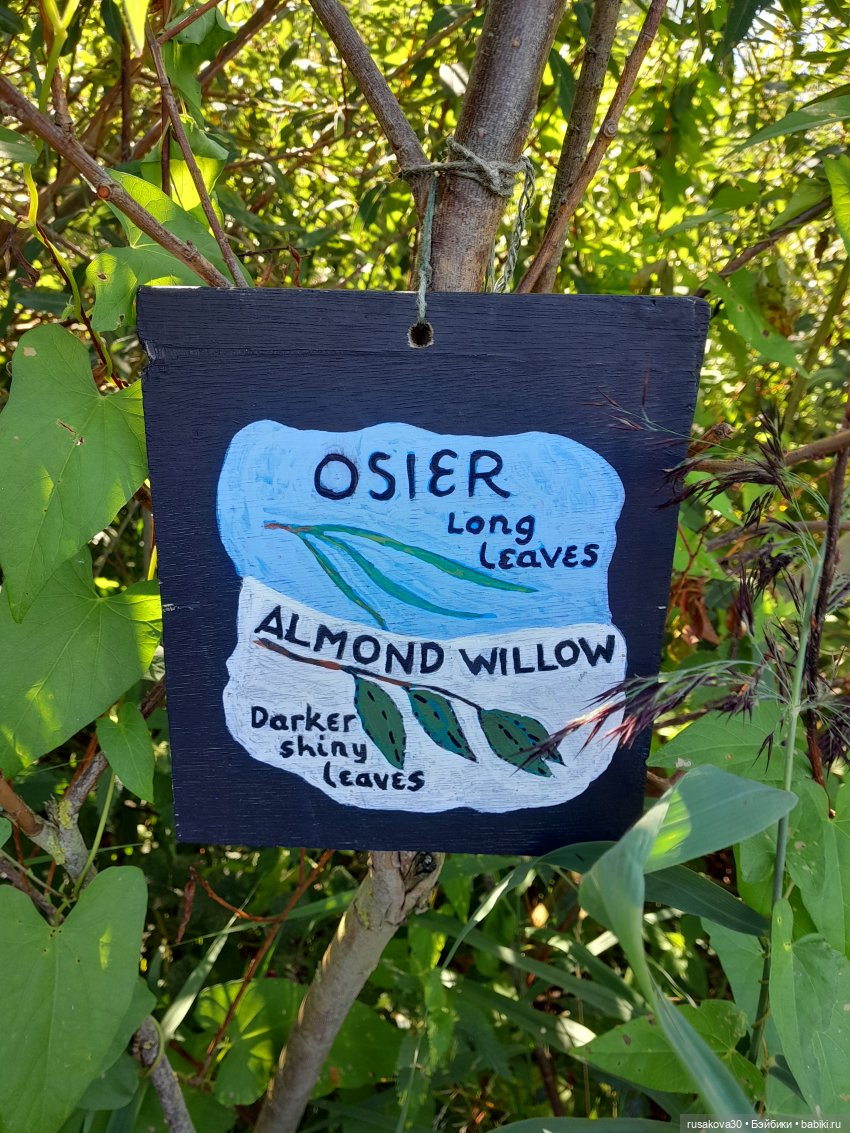 OSIER
Long
Leaves
ALMOND WILLOW
Darker
shiny
Leaves
rusakova30 • Бэйбики • babiki.ru